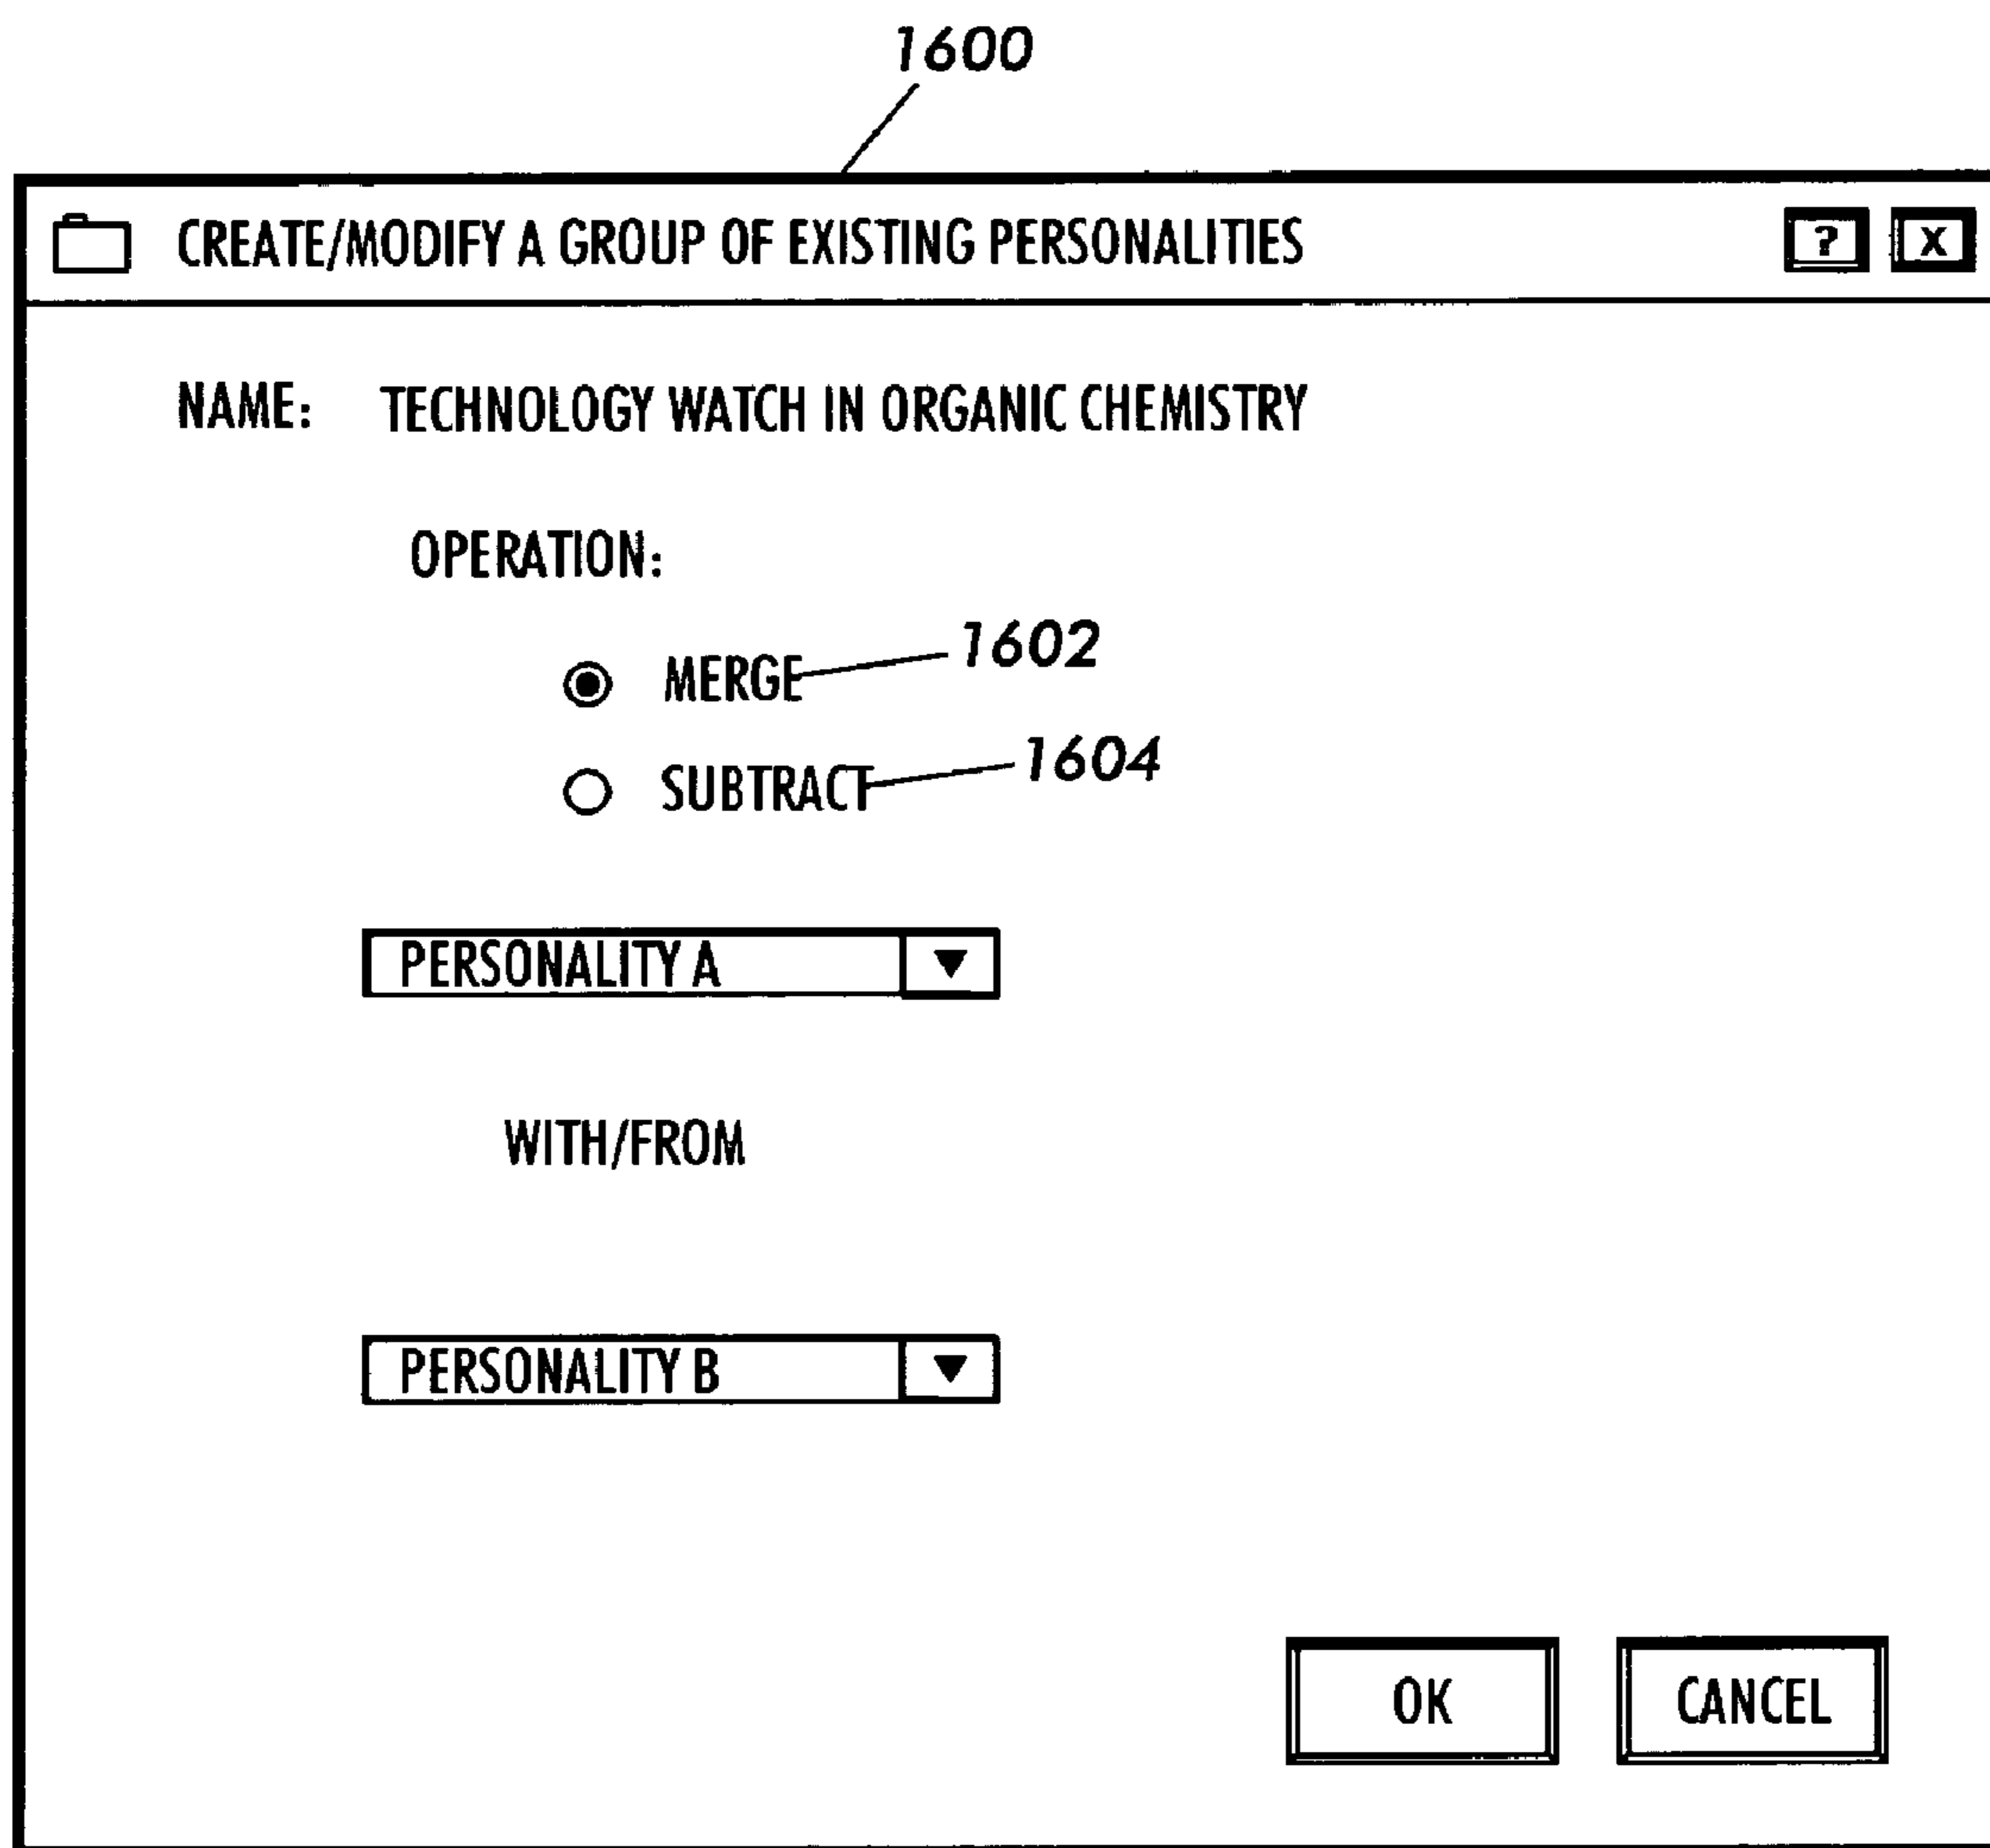 1600
CREATE/MODIFY A GROUP OF EXISTING PERSONALITIES ? X
NAME: TECHNOLOGY WATCH IN ORGANIC CHEMISTRY
OPERATION:
MERGE 1602
SUBTRACT 1604
PERSONALITY A
WITH/FROM
PERSONALITY B
OK CANCEL